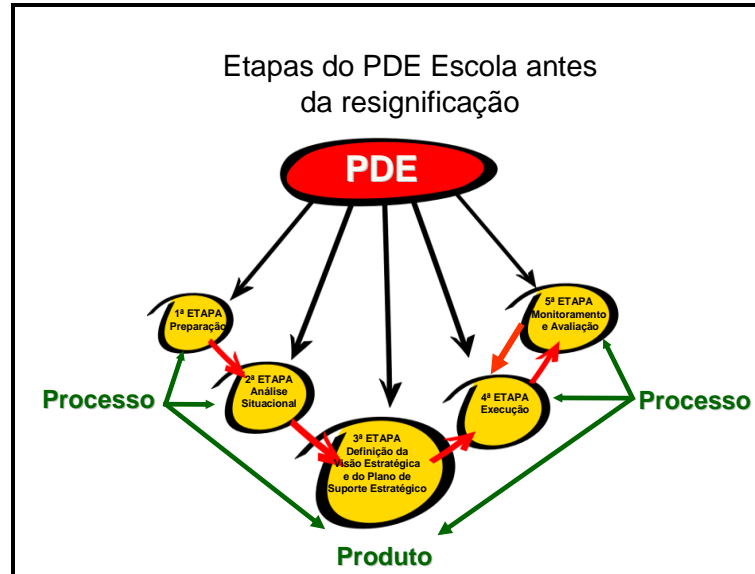 Etapas do PDE Escola antes
da resignificação
PDE
1ª ETAPA
Preparação
2ª ETAPA
Análise
Situacional
3ª ETAPA
Definição da
Visão Estratégica
e do Plano de
Suporte Estratégico
4ª ETAPA
Execução
5ª ETAPA
Monitoramento
e Avaliação
Processo
Processo
Produto